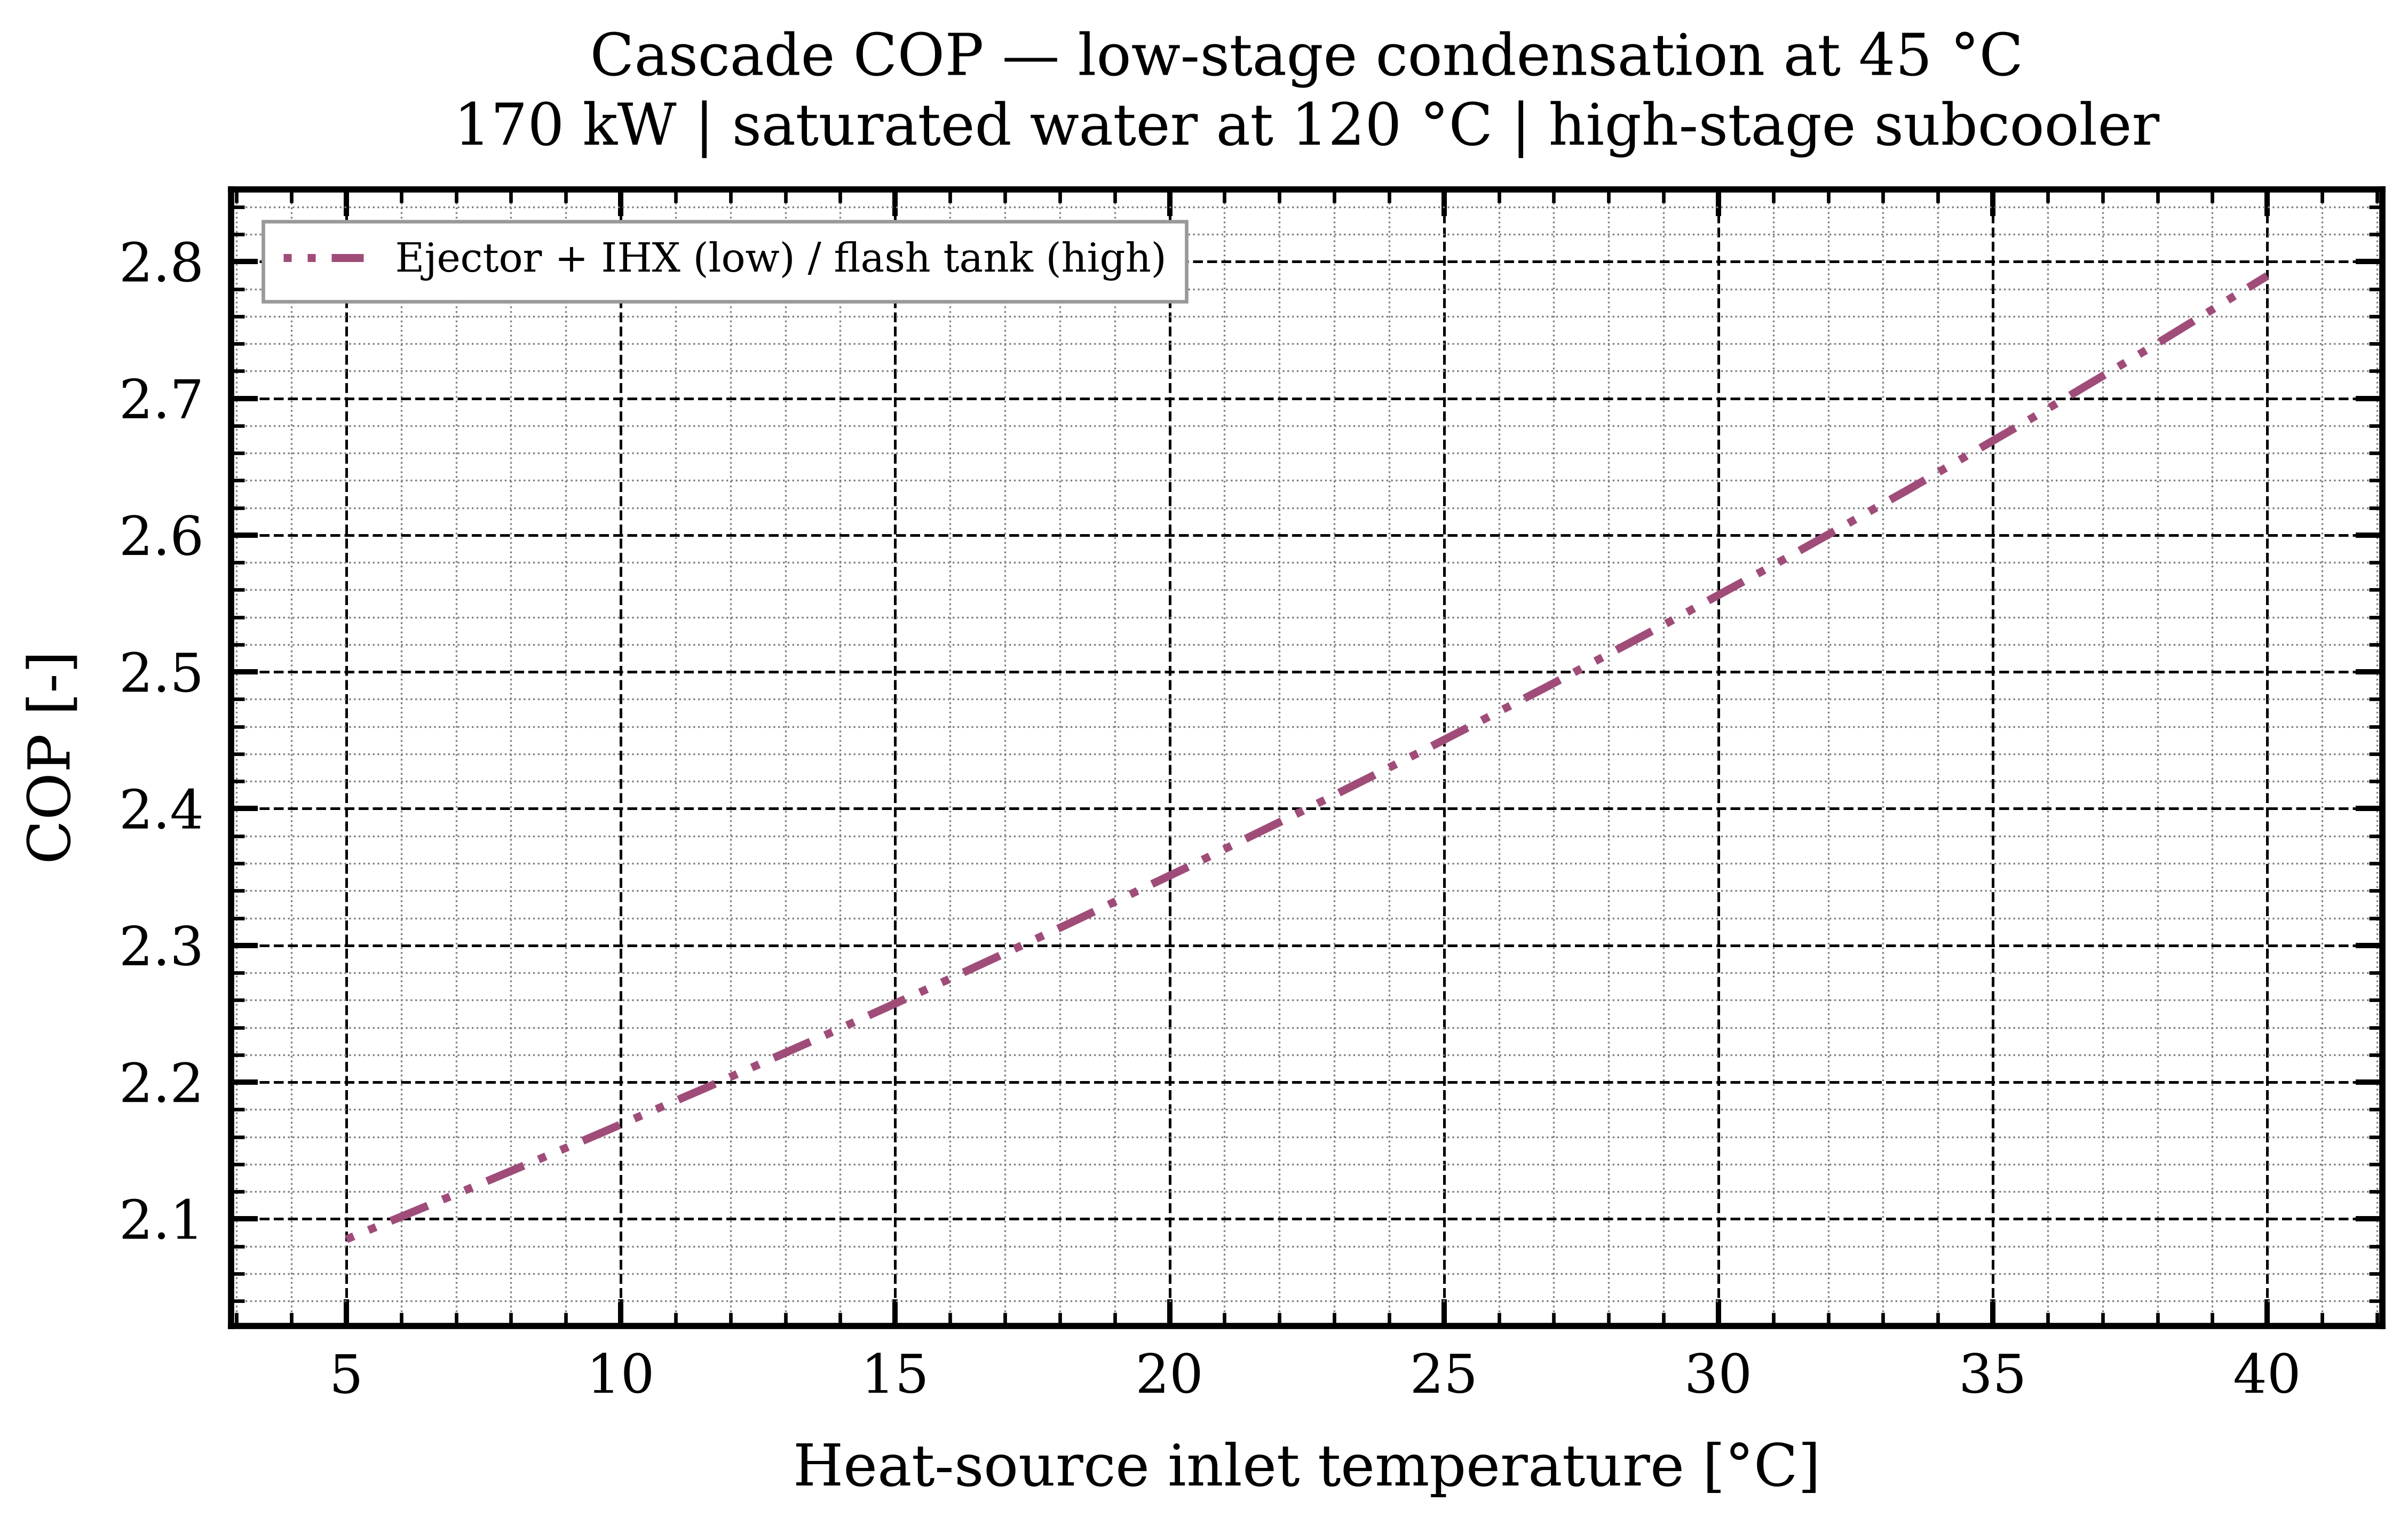 Cascade COP — low-stage condensation at 45 °C
170 kW | saturated water at 120 °C | high-stage subcooler
Ejector + IHX (low) / flash tank (high)
COP [-]
2.8
2.7
2.6
2.5
2.4
2.3
2.2
2.1
5 10 15 20 25 30 35 40
Heat-source inlet temperature [°C]